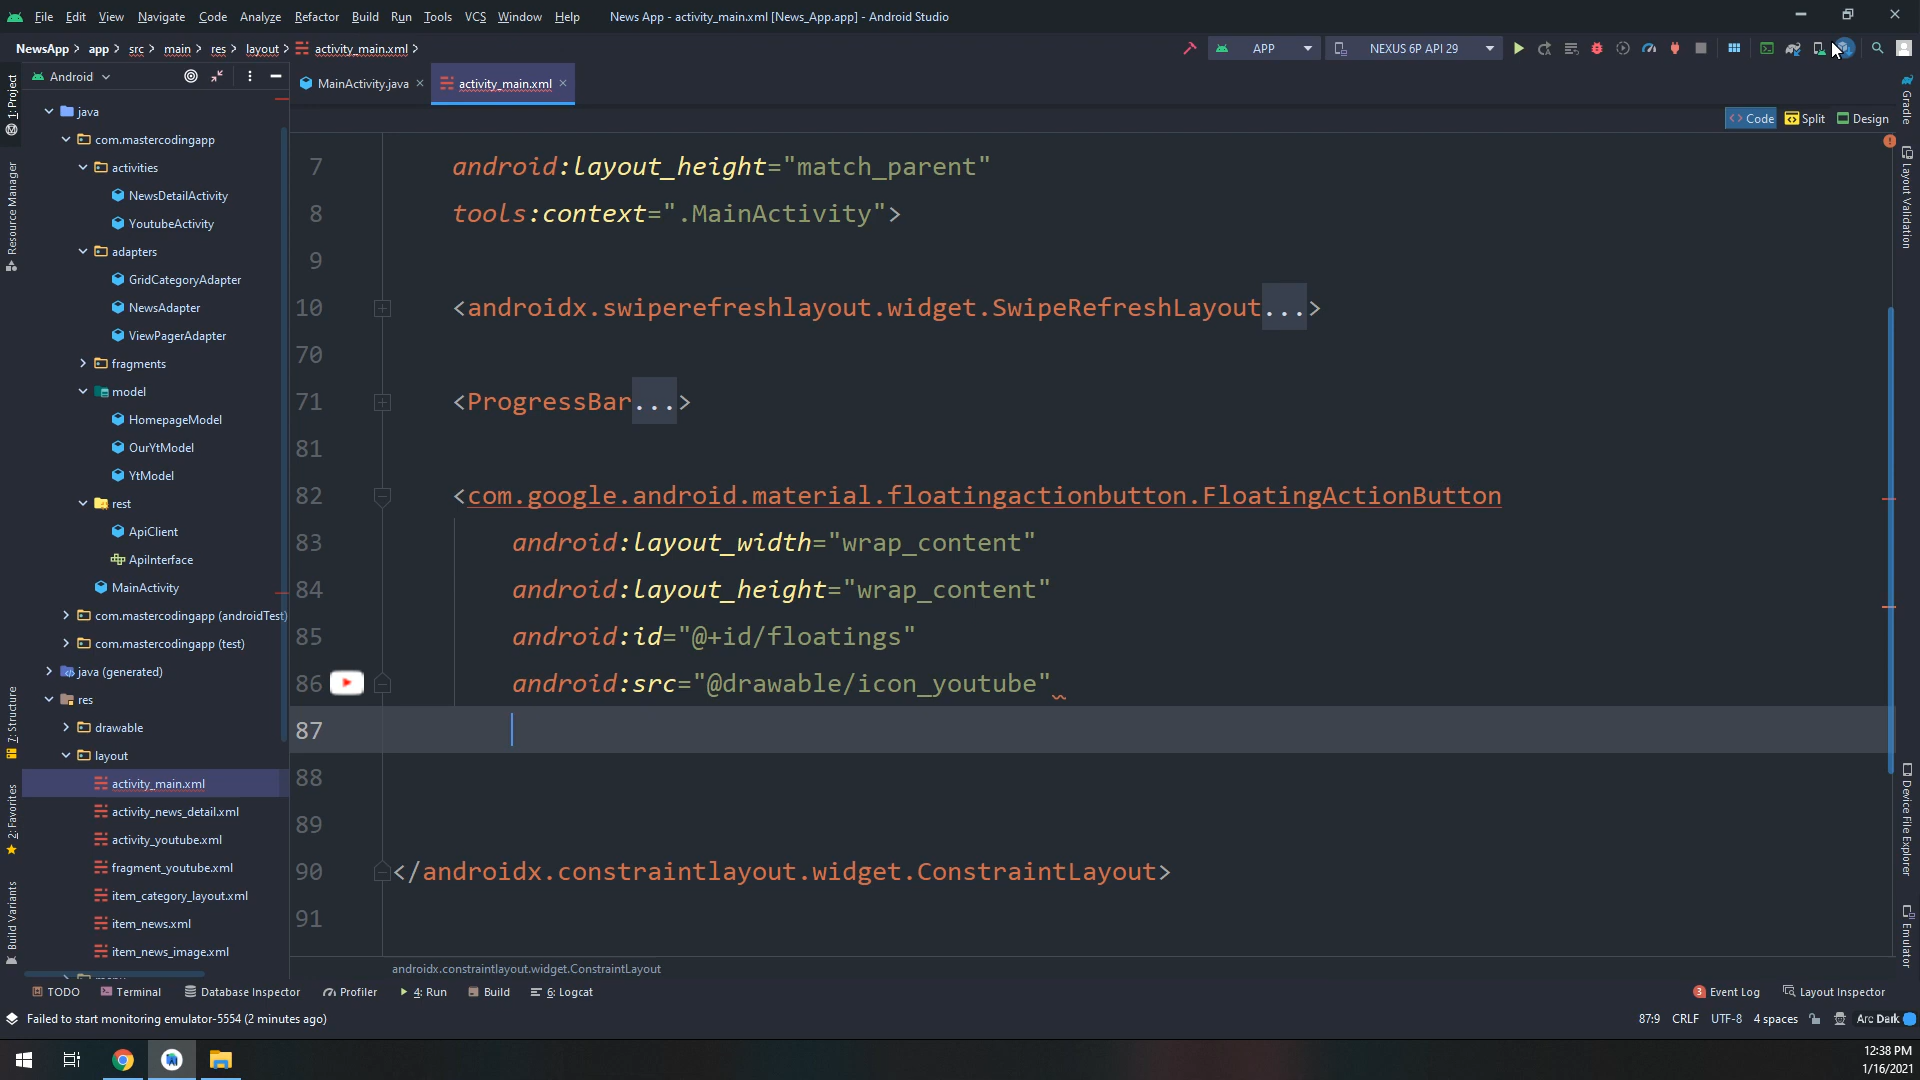 File Edit View Navigate Code Analyze Refactor Build Run Tools VCS Window Help News App - activity_main.xml [News_App.app] - Android Studio
NewsApp app src main res layout activity_main.xml APP NEXUS 6P API 29
Android
MainActivity.java activity_main.xml
Code Split Design
1: Project
Resource Manager
7: Structure
2: Favorites
Build Variants
java
com.mastercodingapp
activities
NewsDetailActivity
YoutubeActivity
adapters
GridCategoryAdapter
NewsAdapter
ViewPagerAdapter
fragments
model
HomepageModel
OurYtModel
YtModel
rest
ApiClient
ApiInterface
MainActivity
com.mastercodingapp (androidTest)
com.mastercodingapp (test)
java (generated)
res
drawable
layout
activity_main.xml
activity_news_detail.xml
activity_youtube.xml
fragment_youtube.xml
item_category_layout.xml
item_news.xml
item_news_image.xml
7 android:layout_height="match_parent"
8 tools:context=".MainActivity">
9
10 <androidx.swiperefreshlayout.widget.SwipeRefreshLayout...>
70
71 <ProgressBar...>
81
82 <com.google.android.material.floatingactionbutton.FloatingActionButton
83 android:layout_width="wrap_content"
84 android:layout_height="wrap_content"
85 android:id="@+id/floatings"
86 android:src="@drawable/icon_youtube"
87
88
89
90 </androidx.constraintlayout.widget.ConstraintLayout>
91
androidx.constraintlayout.widget.ConstraintLayout
Gradle
Layout Validation
Device File Explorer
Emulator
TODO Terminal Database Inspector Profiler 4: Run Build 6: Logcat 3 Event Log Layout Inspector
Failed to start monitoring emulator-5554 (2 minutes ago) 87:9 CRLF UTF-8 4 spaces Arc Dark
12:38 PM
1/16/2021